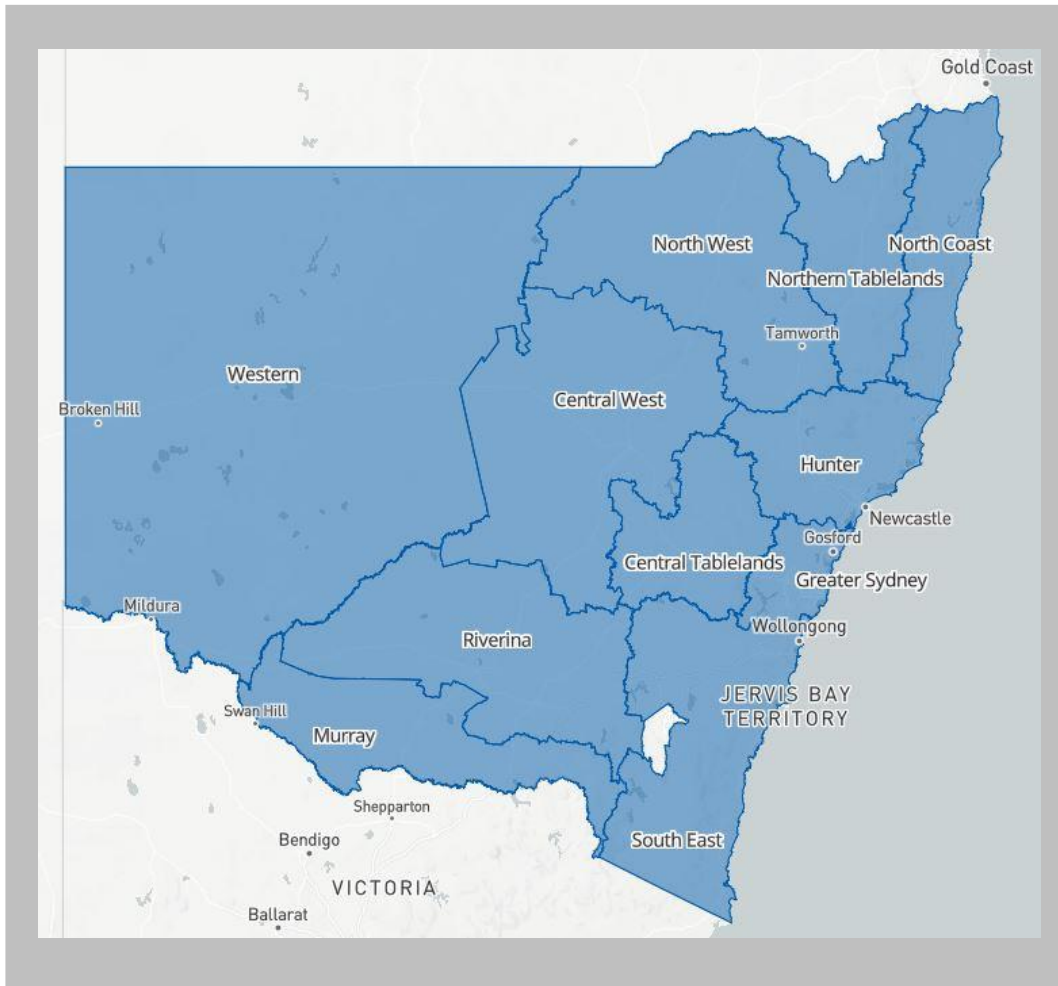 Gold Coast
North West
North Coast
Northern Tablelands
Tamworth
Western
Central West
Broken Hill
Hunter
Newcastle
Gosford
Central Tablelands
Greater Sydney
Mildura
Wollongong
Riverina
JERVIS BAY
TERRITORY
Swan Hill
Murray
Shepparton
Bendigo
South East
VICTORIA
Ballarat